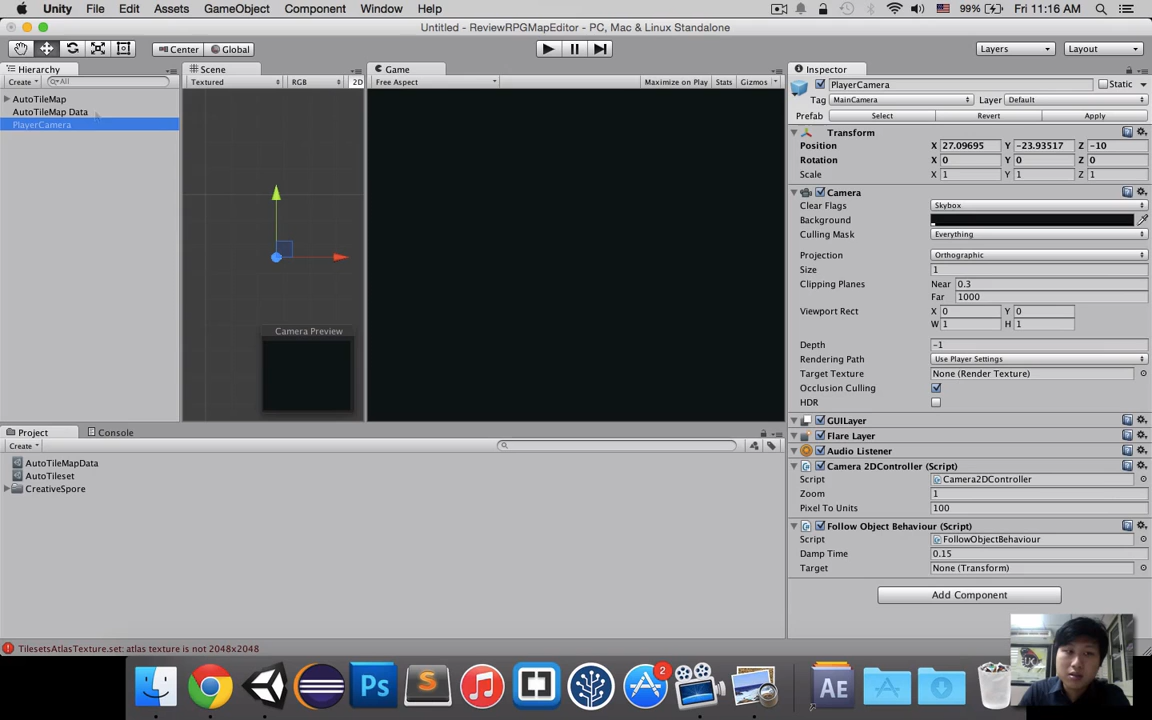 Unity File Edit Assets GameObject Component Window Help 99% Fri 11:16 AM
Untitled - ReviewRPGMapEditor - PC, Mac & Linux Standalone
Center Global Layers Layout
Hierarchy Scene Game Inspector
Create All Textured RGB 2D Free Aspect Maximize on Play Stats Gizmos
PlayerCamera Static
AutoTileMap
Tag MainCamera Layer Default
AutoTileMap Data
Prefab Select Revert Apply
PlayerCamera
Transform
Position X 27.09695 Y -23.93517 Z -10
Rotation X 0 Y 0 Z 0
Scale X 1 Y 1 Z 1
Camera
Clear Flags Skybox
Background
Culling Mask Everything
Projection Orthographic
Size 1
Clipping Planes Near 0.3
Far 1000
Viewport Rect X 0 Y 0
W 1 H 1
Camera Preview
Depth -1
Rendering Path Use Player Settings
Target Texture None (Render Texture)
Occlusion Culling
HDR
GUILayer
Flare Layer
Audio Listener
Camera 2DController (Script)
Script Camera2DController
Zoom 1
Pixel To Units 100
Follow Object Behaviour (Script)
Script FollowObjectBehaviour
Damp Time 0.15
Target None (Transform)
Add Component
Project Console
Create
AutoTileMapData
AutoTileset
CreativeSpore
TilesetsAtlasTexture.set: atlas texture is not 2048x2048
Ps S 2 AE